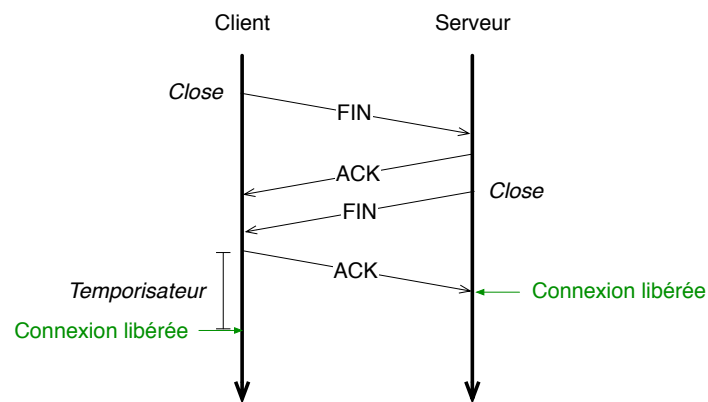 Client
Serveur
Close
FIN
ACK
Close
FIN
ACK
Temporisateur
Connexion libérée
Connexion libérée